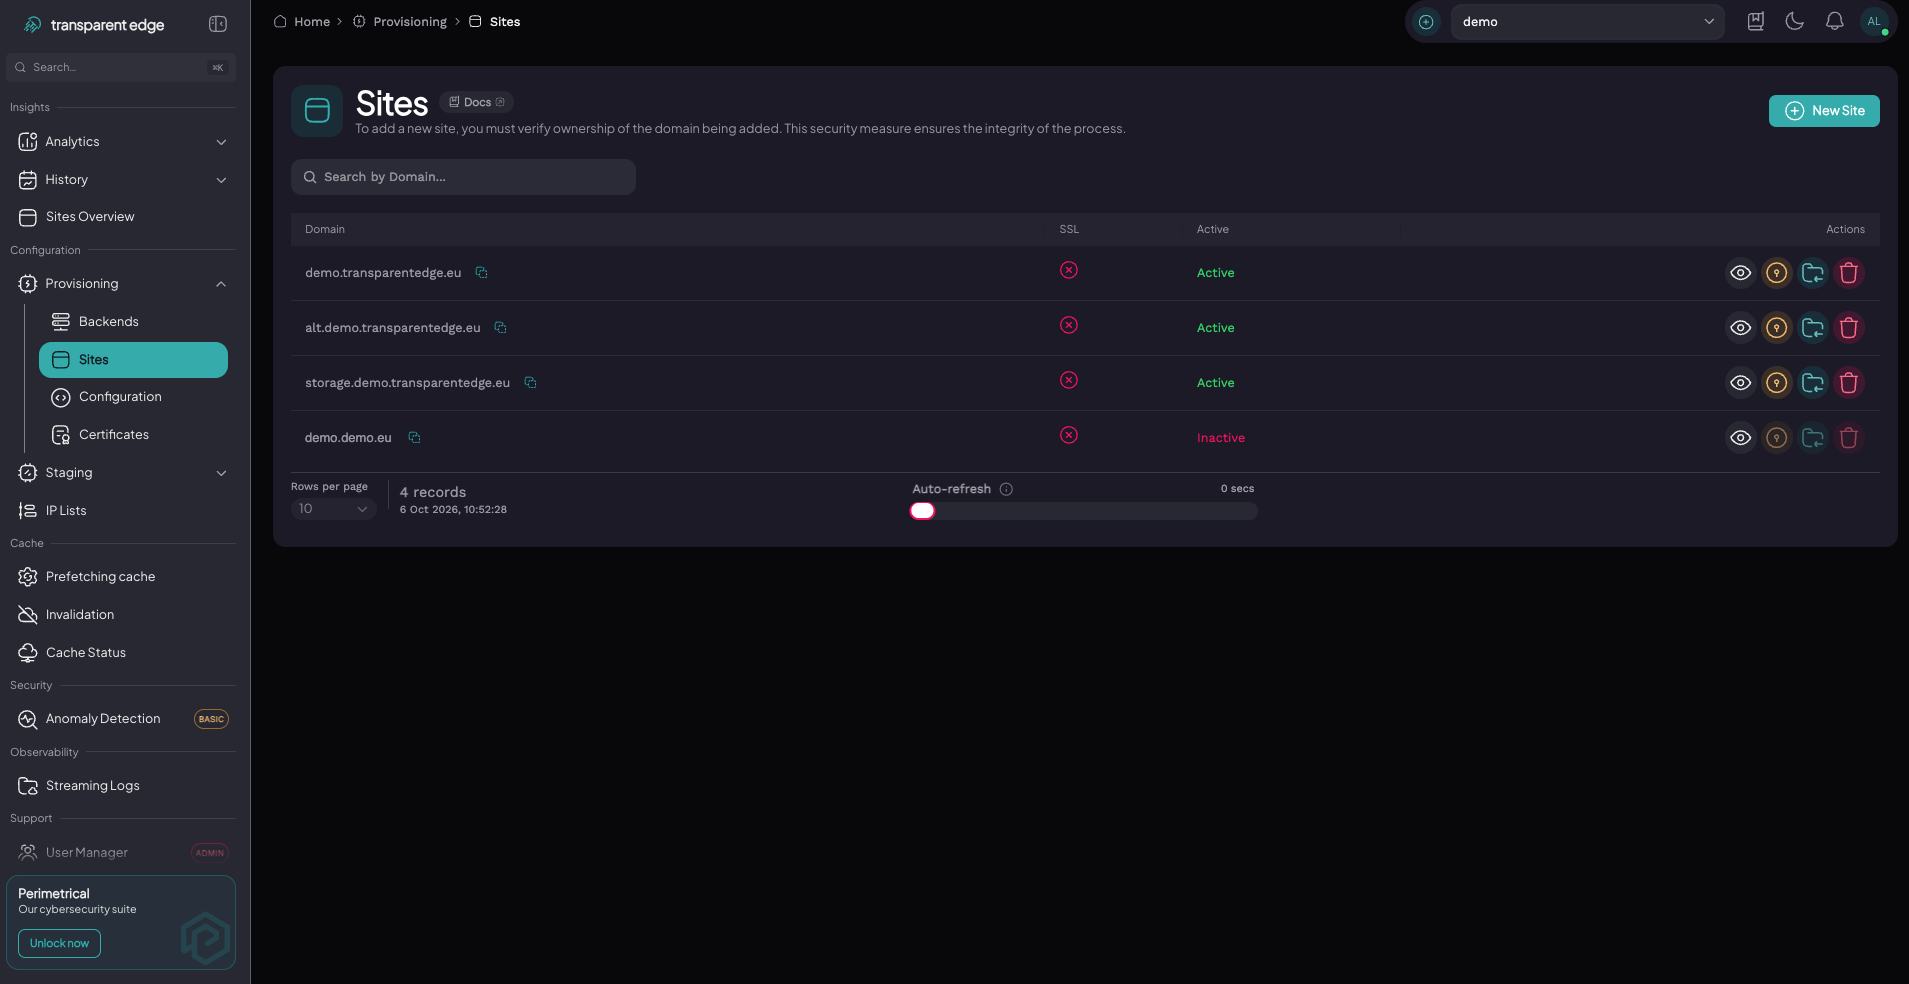 transparent edge
Search...
⌘K
Insights
Analytics
History
Sites Overview
Configuration
Provisioning
Backends
Sites
Configuration
Certificates
Staging
IP Lists
Cache
Prefetching cache
Invalidation
Cache Status
Security
Anomaly Detection
BASIC
Observability
Streaming Logs
Support
User Manager
ADMIN
Perimetrical
Our cybersecurity suite
Unlock now
Home > Provisioning > Sites
demo
AL
Sites
Docs
To add a new site, you must verify ownership of the domain being added. This security measure ensures the integrity of the process.
New Site
Search by Domain...
Domain SSL Active Actions
demo.transparentedge.eu Active
alt.demo.transparentedge.eu Active
storage.demo.transparentedge.eu Active
demo.demo.eu Inactive
Rows per page
10
4 records
6 Oct 2026, 10:52:28
Auto-refresh
0 secs